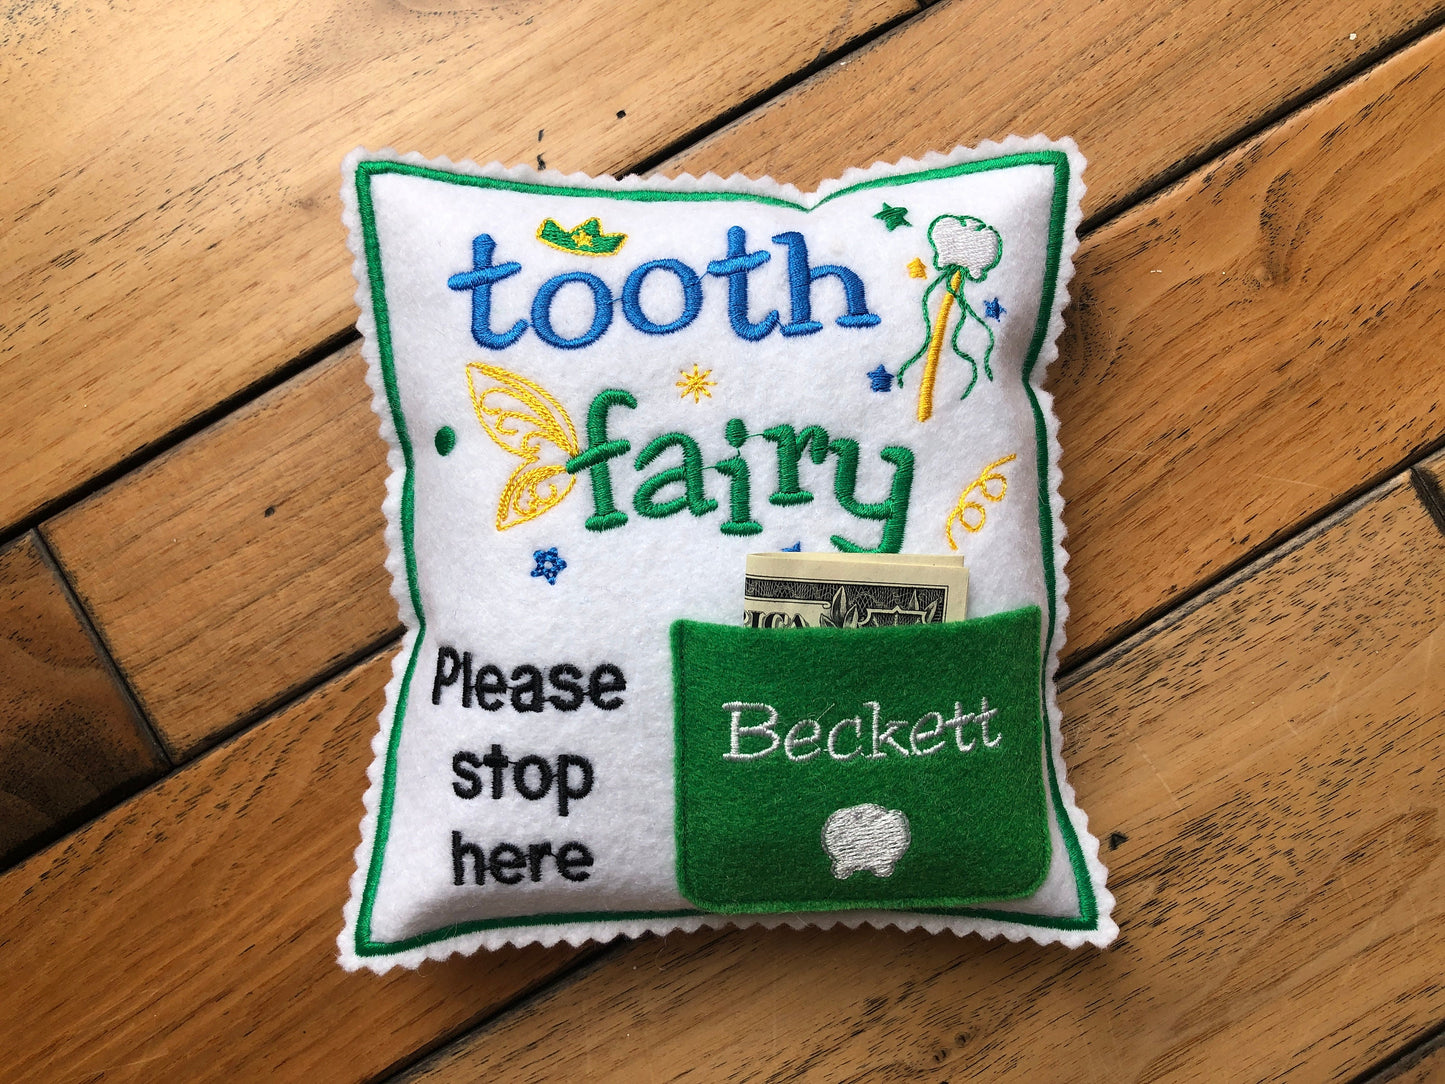 tooth
fairy
Please
stop
here
Beckett